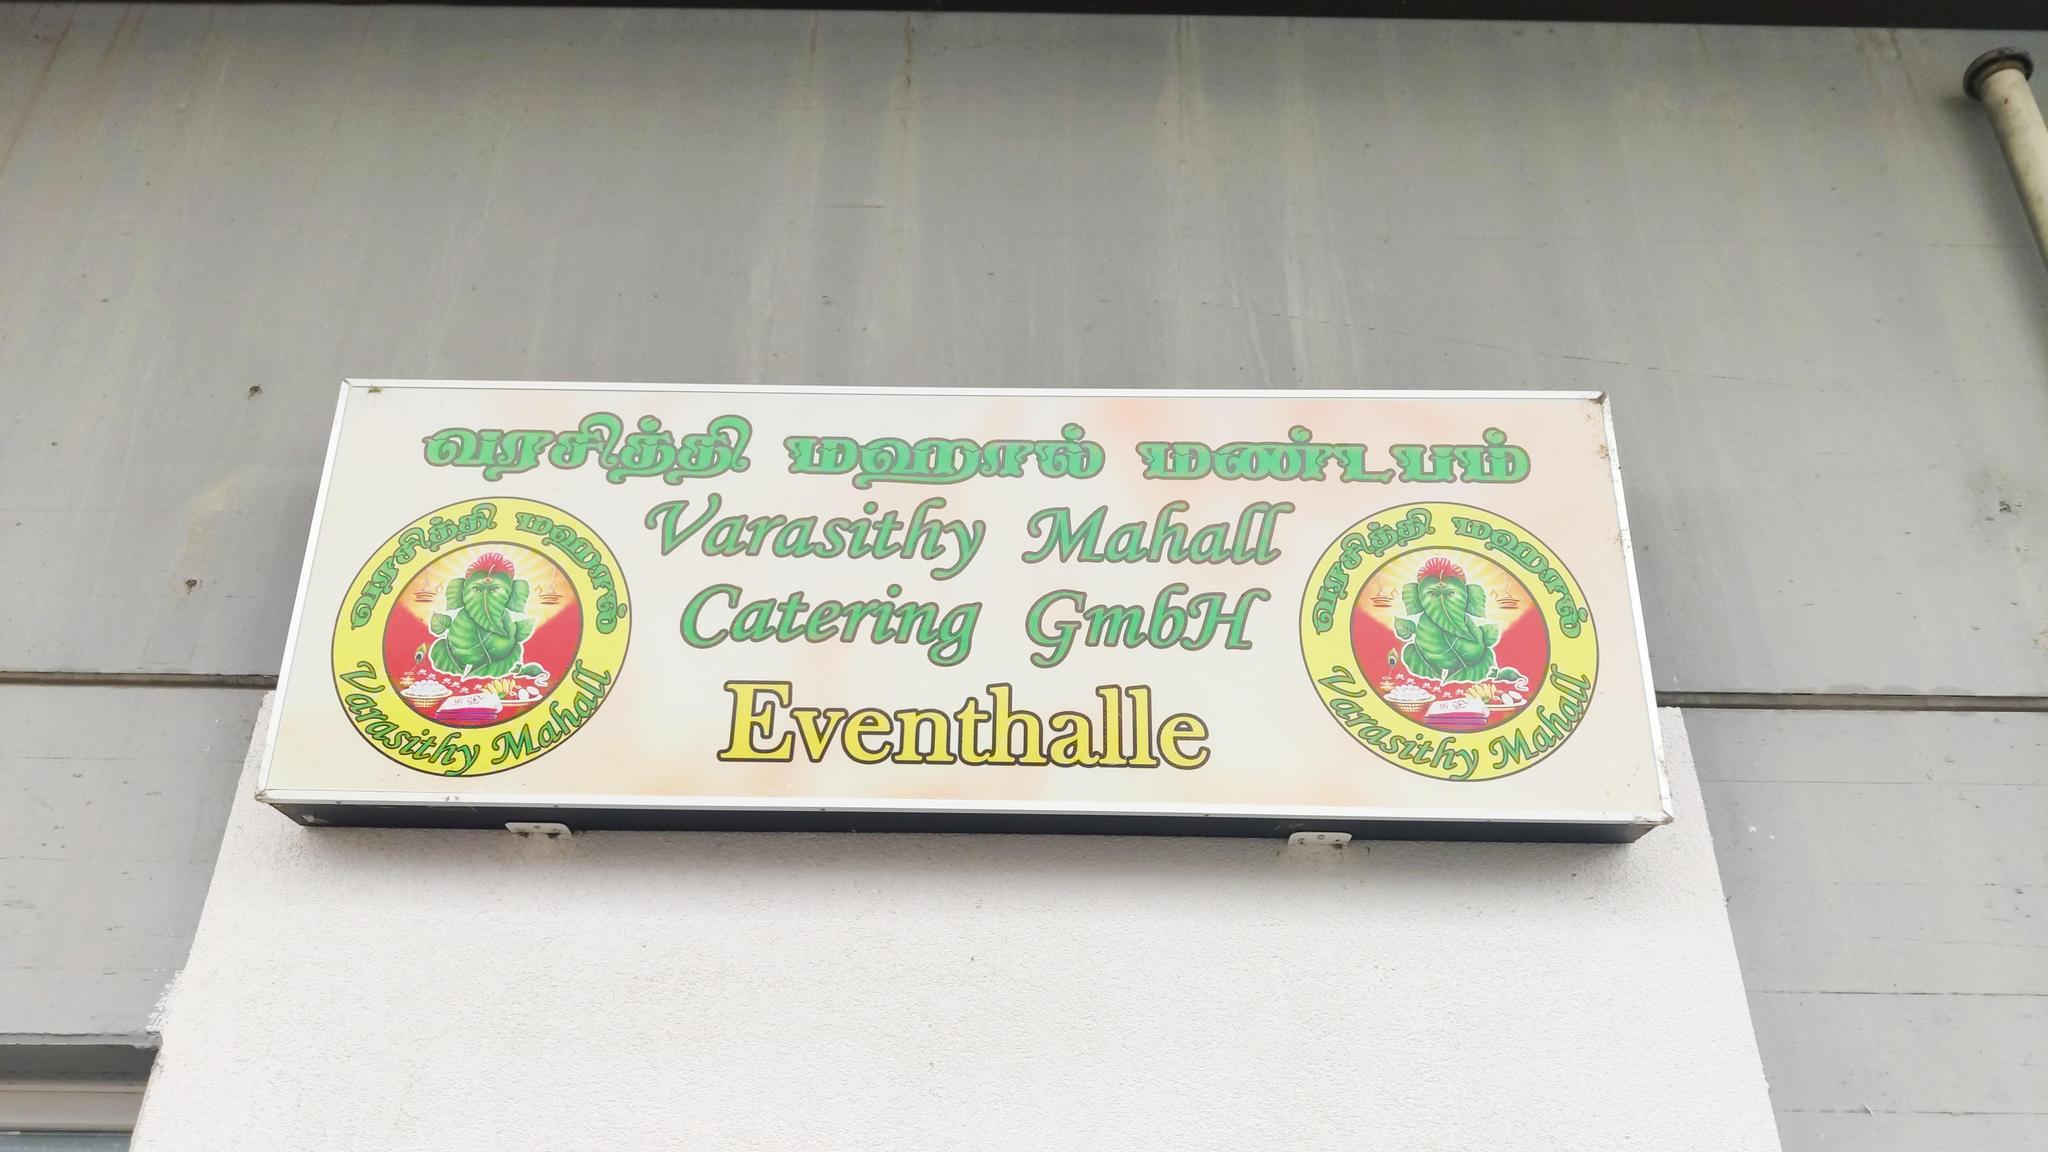 வரசித்தி மஹால் மண்டபம்
Varasithy Mahall
Catering GmbH
Eventhalle
வரசித்தி மஹால்
Varasithy Mahall
வரசித்தி மஹால்
Varasithy Mahall